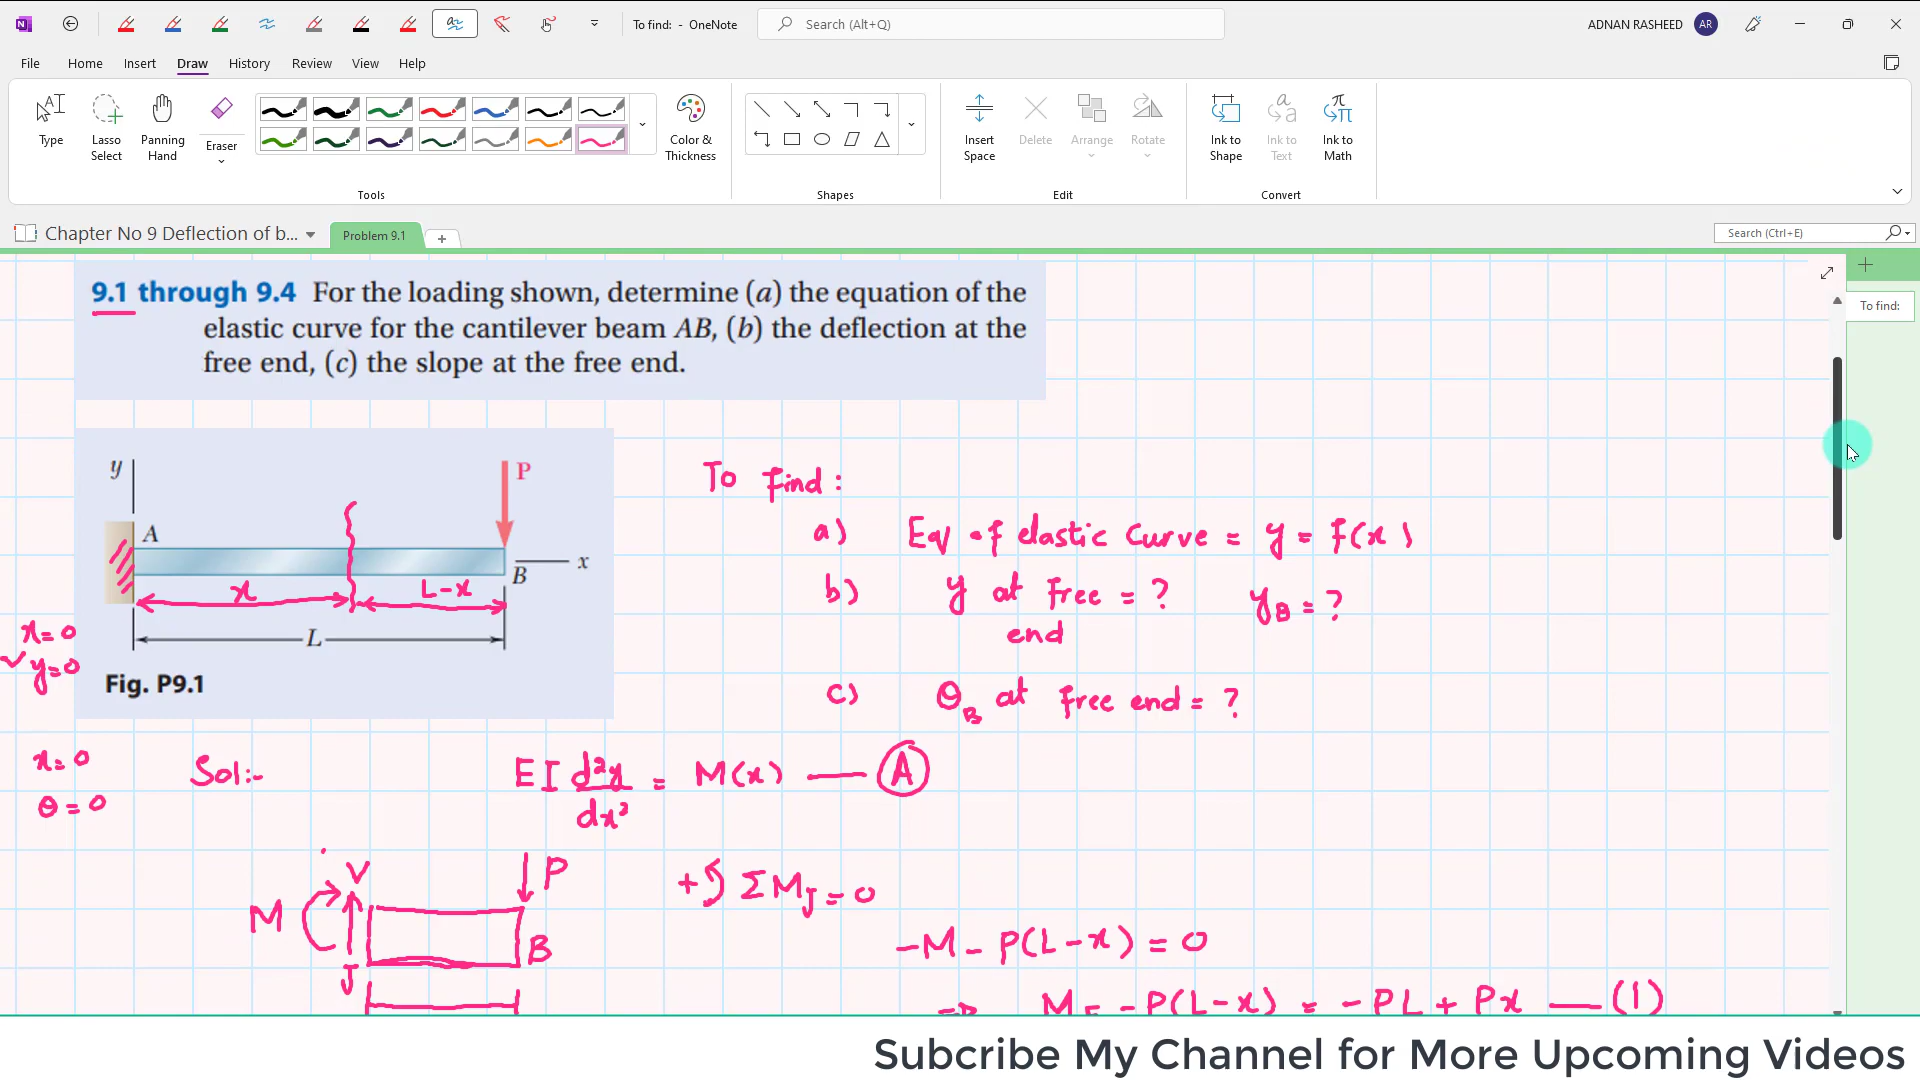 To find: - OneNote
Search (Alt+Q)
ADNAN RASHEED
AR
File Home Insert Draw History Review View Help
Type
Lasso Select
Panning Hand
Eraser
Color & Thickness
Insert Space
Delete
Arrange
Rotate
Ink to Shape
Ink to Text
Ink to Math
Tools
Shapes
Edit
Convert
Chapter No 9 Deflection of b...
Problem 9.1
Search (Ctrl+E)
To find:
9.1 through 9.4 For the loading shown, determine (a) the equation of the
elastic curve for the cantilever beam AB, (b) the deflection at the
free end, (c) the slope at the free end.
y
P
A
B
x
x
L-x
L
Fig. P9.1
x=0
y=0
x=0
θ=0
To find:
a) Eq of elastic curve = y = f(x)
b) y at free = ? y_B = ?
end
c) θ_B at free end = ?
Sol:-
EI d²y/dx² = M(x) — (A)
V
P
M
B
J
+↺ ΣM_J = 0
-M - P(L-x) = 0
⇒ M = -P(L-x) = -PL + Px — (1)
Subcribe My Channel for More Upcoming Videos